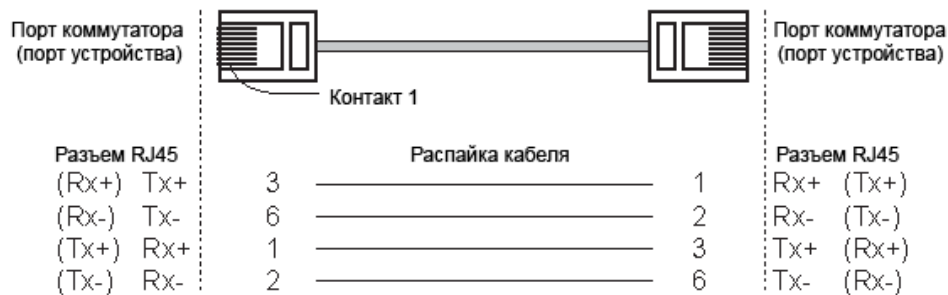 Порт коммутатора
(порт устройства)
Порт коммутатора
(порт устройства)
Контакт 1
Разъем RJ45 Распайка кабеля Разъем RJ45
(Rx+) Tx+ 3 1 Rx+ (Tx+)
(Rx-) Tx- 6 2 Rx- (Tx-)
(Tx+) Rx+ 1 3 Tx+ (Rx+)
(Tx-) Rx- 2 6 Tx- (Rx-)